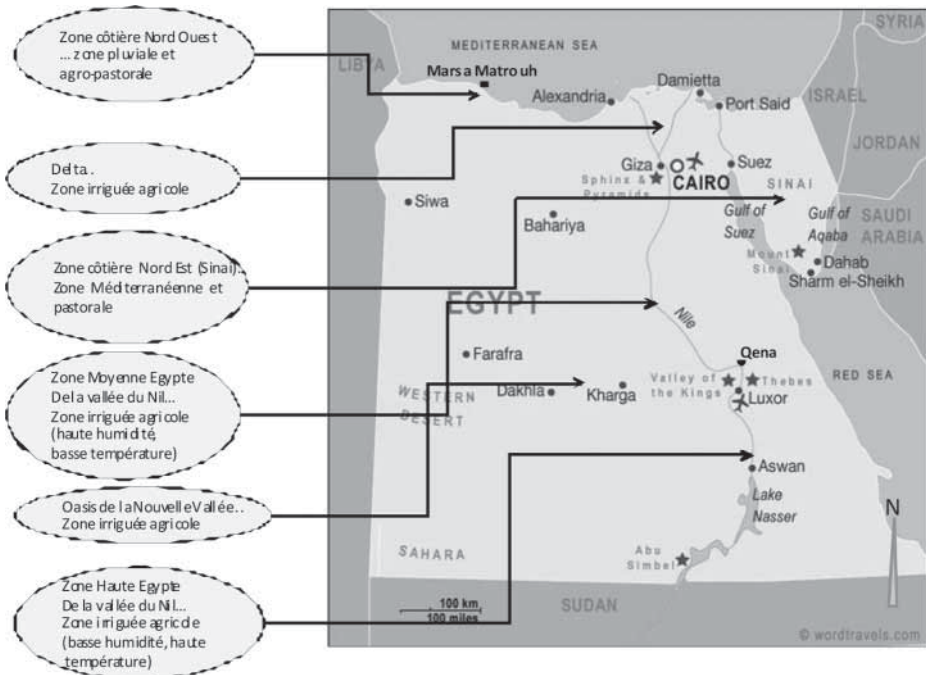 Zone côtière Nord Ouest
... zone pluviale et
agro-pastorale
Delta..
Zone irriguée agricole
Zone côtière Nord Est (Sinai)...
Zone Méditerranéenne et
pastorale
Zone Moyenne Egypte
De la vallée du Nil...
Zone irriguée agricole
(haute humidité,
basse température)
Oasis de la Nouvelle Vallée..
Zone irriguée agricole
Zone Haute Egypte
De la vallée du Nil...
Zone irriguée agricole
(basse humidité, haute
température)
SYRIA
MEDITERRANEAN SEA
LIBYA
Marsa Matrouh
Damietta
Alexandria
Port Said
ISRAEL
JORDAN
Giza
Suez
CAIRO
Sphinx &
Pyramids
SINAI
Siwa
Bahariya
Gulf of
Suez
Gulf of
Aqaba
SAUDI
ARABIA
Mount
Sinai
Dahab
Sharm el-Sheikh
EGYPT
Nile
Qena
Farafra
RED SEA
Valley of
the Kings
Thebes
WESTERN
DESERT
Dakhla
Kharga
Luxor
Aswan
Lake
Nasser
N
SAHARA
Abu
Simbel
100 km
100 miles
SUDAN
© wordtravels.com